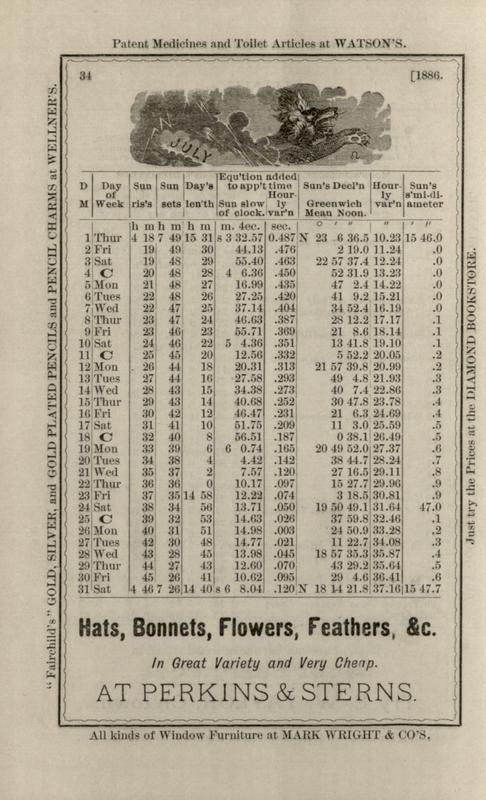 Patent Medicines and Toilet Articles at WATSON'S.
34 [1886.
JULY
D M | Day of Week | Sun ris's | Sun sets | Day's len'th | Equ'tion added to app't time Sun slow of clock. | Hourly var'n | Sun's Decl'n Greenwich Mean Noon. | Hourly var'n | Sun's s'mi-diameter
h m h m h m m. 4ec. sec. ° ' " " ' "
1 Thur 4 18 7 49 15 31 s 3 32.57 0.487 N 23 6 36.5 10.23 15 46.0
2 Fri 19 49 30 44.13 .476 2 19.0 11.24 .0
3 Sat 19 48 29 55.40 .463 22 57 37.4 12.24 .0
4 C 20 48 28 4 6.36 .450 52 31.9 13.23 .0
5 Mon 21 48 27 16.99 .435 47 2.4 14.22 .0
6 Tues 22 48 26 27.25 .420 41 9.2 15.21 .0
7 Wed 22 47 25 37.14 .404 34 52.4 16.19 .0
8 Thur 23 47 24 46.63 .387 28 12.2 17.17 .1
9 Fri 23 46 23 55.71 .369 21 8.6 18.14 .1
10 Sat 24 46 22 5 4.36 .351 13 41.8 19.10 .1
11 C 25 45 20 12.56 .332 5 52.2 20.05 .2
12 Mon 26 44 18 20.31 .313 21 57 39.8 20.99 .2
13 Tues 27 44 16 27.58 .293 49 4.8 21.93 .3
14 Wed 28 43 15 34.38 .273 40 7.4 22.86 .3
15 Thur 29 43 14 40.68 .252 30 47.8 23.78 .4
16 Fri 30 42 12 46.47 .231 21 6.3 24.69 .4
17 Sat 31 41 10 51.75 .209 11 3.0 25.59 .5
18 C 32 40 8 56.51 .187 0 38.1 26.49 .5
19 Mon 33 39 6 6 0.74 .165 20 49 52.0 27.37 .6
20 Tues 34 38 4 4.42 .142 38 44.7 28.24 .7
21 Wed 35 37 2 7.57 .120 27 16.5 29.11 .8
22 Thur 36 36 0 10.17 .097 15 27.7 29.96 .9
23 Fri 37 35 14 58 12.22 .074 3 18.5 30.81 .9
24 Sat 38 34 56 13.71 .050 19 50 49.1 31.64 47.0
25 C 39 32 53 14.63 .026 37 59.8 32.46 .1
26 Mon 40 31 51 14.98 .003 24 50.9 33.28 .2
27 Tues 42 30 48 14.77 .021 11 22.7 34.08 .3
28 Wed 43 28 45 13.98 .045 18 57 35.3 35.87 .4
29 Thur 44 27 43 12.60 .070 43 29.2 35.64 .5
30 Fri 45 26 41 10.62 .095 29 4.6 36.41 .6
31 Sat 4 46 7 26 14 40 s 6 8.04 .120 N 18 14 21.8 37.16 15 47.7
Hats, Bonnets, Flowers, Feathers, &c.
In Great Variety and Very Cheap.
AT PERKINS & STERNS.
All kinds of Window Furniture at MARK WRIGHT & CO'S.
"Fairchild's" GOLD, SILVER, and GOLD PLATED PENCILS and PENCIL CHARMS at WELLNER'S.
Just try the Prices at the DIAMOND BOOKSTORE.